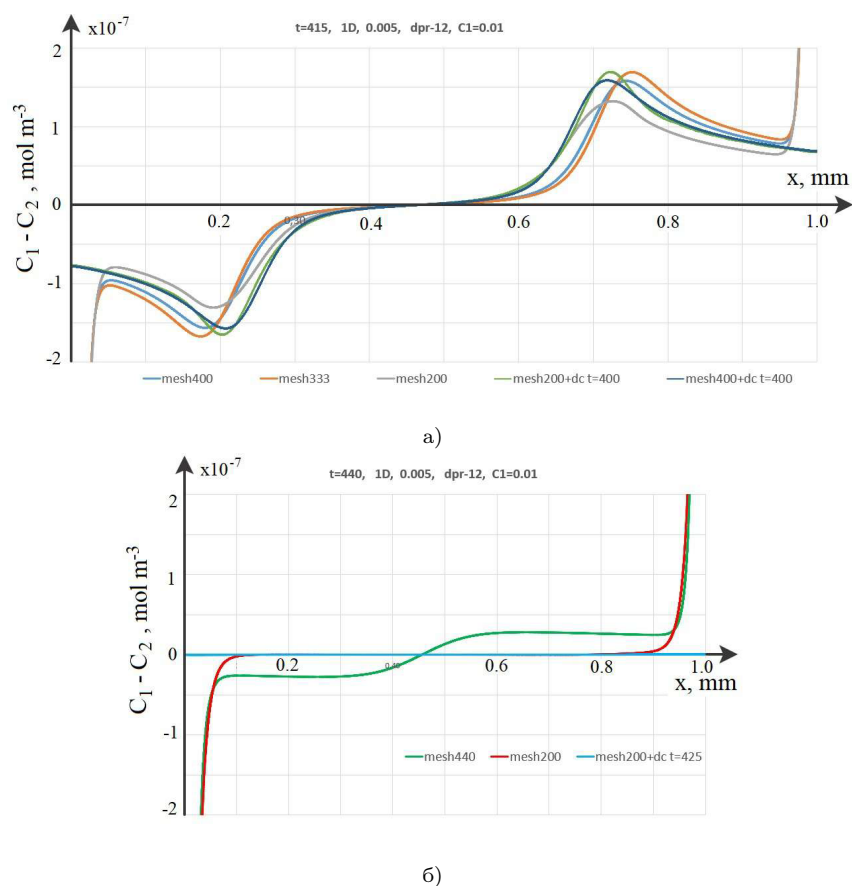 x10-7
t=415, 1D, 0.005, dpr-12, C1=0.01
2
1
0
-1
-2
C1 - C2 , mol m-3
0.2
0.30
0.4
0.6
0.8
1.0
x, mm
mesh400 mesh333 mesh200 mesh200+dc t=400 mesh400+dc t=400
а)
x10-7
t=440, 1D, 0.005, dpr-12, C1=0.01
2
1
0
-1
-2
C1 - C2 , mol m-3
0.2
0.6
0.8
1.0
x, mm
mesh440 mesh200 mesh200+dc t=425
б)